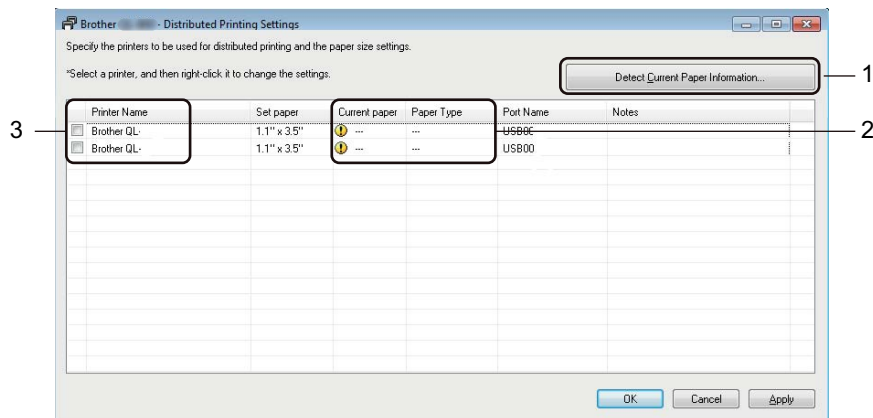 Brother - Distributed Printing Settings
Specify the printers to be used for distributed printing and the paper size settings.
*Select a printer, and then right-click it to change the settings.
Detect Current Paper Information...
1
Printer Name Set paper Current paper Paper Type Port Name Notes
3
Brother QL- 1.1" x 3.5" --- --- USB00
2
Brother QL- 1.1" x 3.5" --- --- USB00
OK Cancel Apply